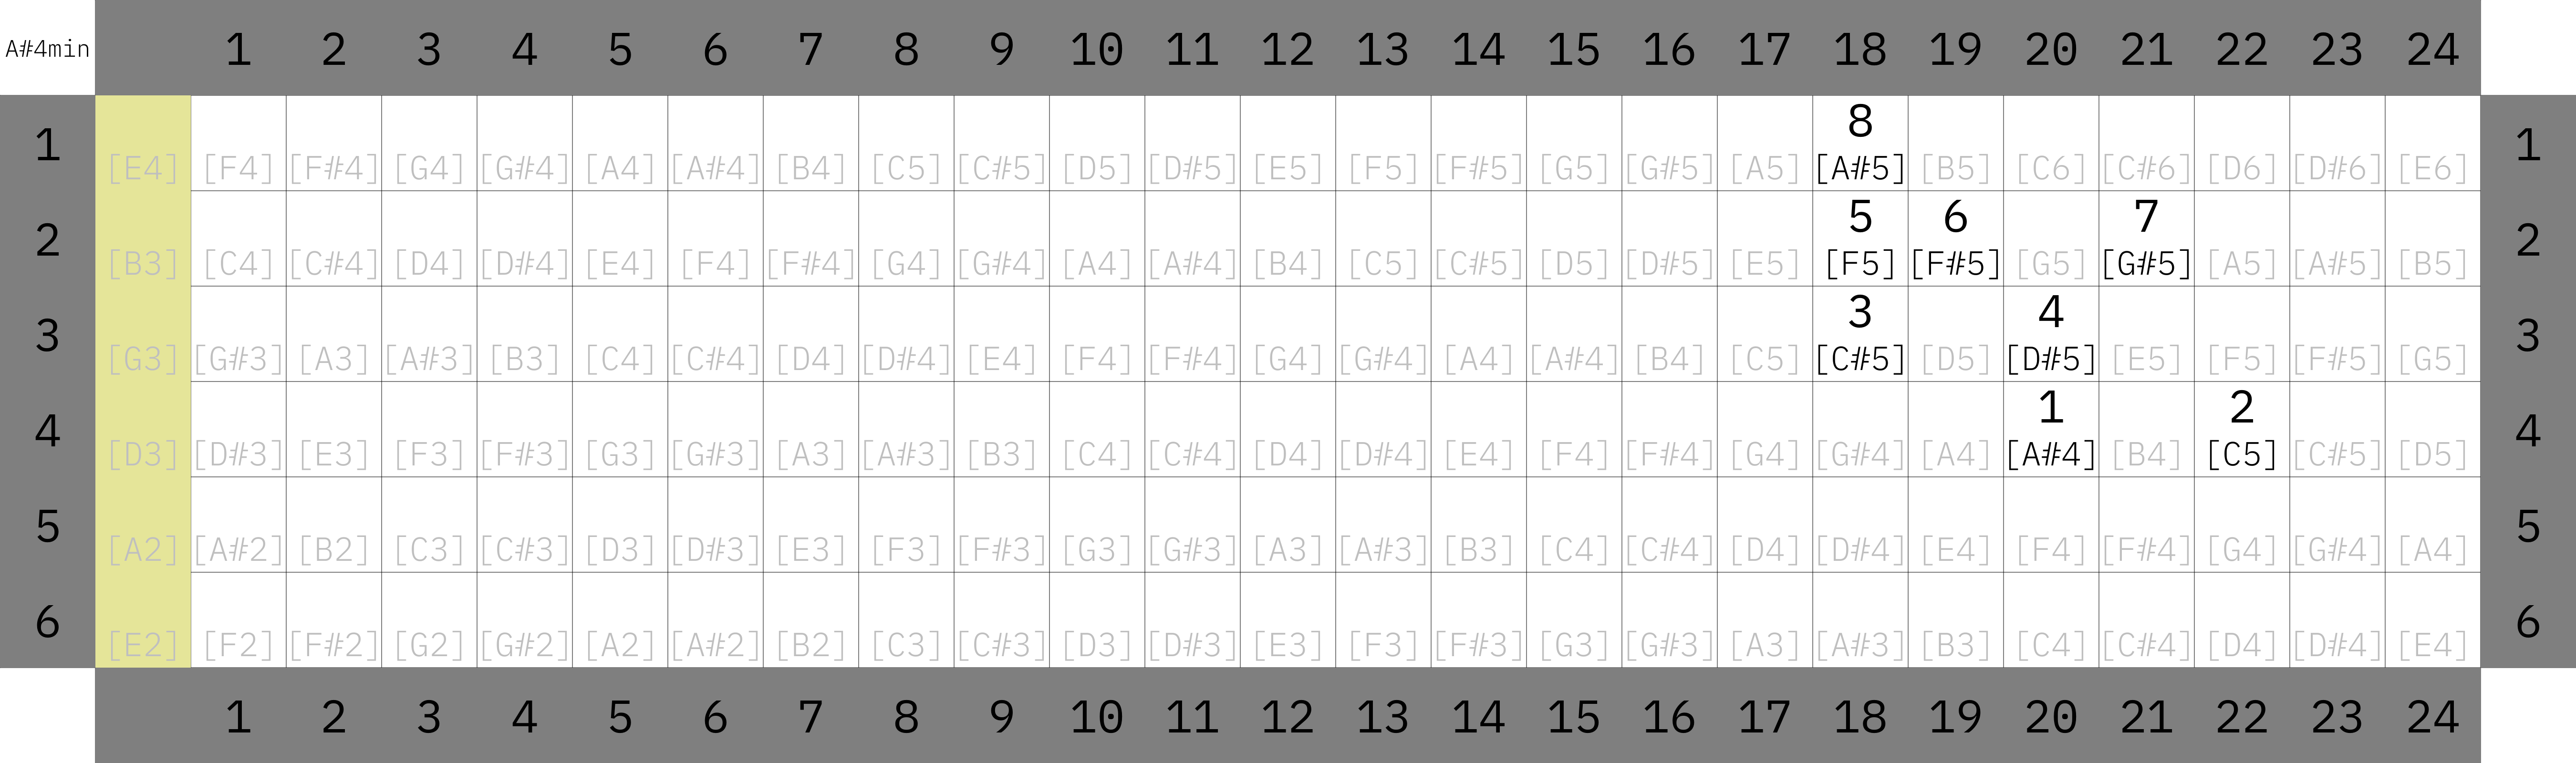 A#4min 1 2 3 4 5 6 7 8 9 10 11 12 13 14 15 16 17 18 19 20 21 22 23 24
8
1 [E4] [F4] [F#4] [G4] [G#4] [A4] [A#4] [B4] [C5] [C#5] [D5] [D#5] [E5] [F5] [F#5] [G5] [G#5] [A5] [A#5] [B5] [C6] [C#6] [D6] [D#6] [E6] 1
5 6 7
2 [B3] [C4] [C#4] [D4] [D#4] [E4] [F4] [F#4] [G4] [G#4] [A4] [A#4] [B4] [C5] [C#5] [D5] [D#5] [E5] [F5] [F#5] [G5] [G#5] [A5] [A#5] [B5] 2
3 4
3 [G3] [G#3] [A3] [A#3] [B3] [C4] [C#4] [D4] [D#4] [E4] [F4] [F#4] [G4] [G#4] [A4] [A#4] [B4] [C5] [C#5] [D5] [D#5] [E5] [F5] [F#5] [G5] 3
1 2
4 [D3] [D#3] [E3] [F3] [F#3] [G3] [G#3] [A3] [A#3] [B3] [C4] [C#4] [D4] [D#4] [E4] [F4] [F#4] [G4] [G#4] [A4] [A#4] [B4] [C5] [C#5] [D5] 4
5 [A2] [A#2] [B2] [C3] [C#3] [D3] [D#3] [E3] [F3] [F#3] [G3] [G#3] [A3] [A#3] [B3] [C4] [C#4] [D4] [D#4] [E4] [F4] [F#4] [G4] [G#4] [A4] 5
6 [E2] [F2] [F#2] [G2] [G#2] [A2] [A#2] [B2] [C3] [C#3] [D3] [D#3] [E3] [F3] [F#3] [G3] [G#3] [A3] [A#3] [B3] [C4] [C#4] [D4] [D#4] [E4] 6
1 2 3 4 5 6 7 8 9 10 11 12 13 14 15 16 17 18 19 20 21 22 23 24